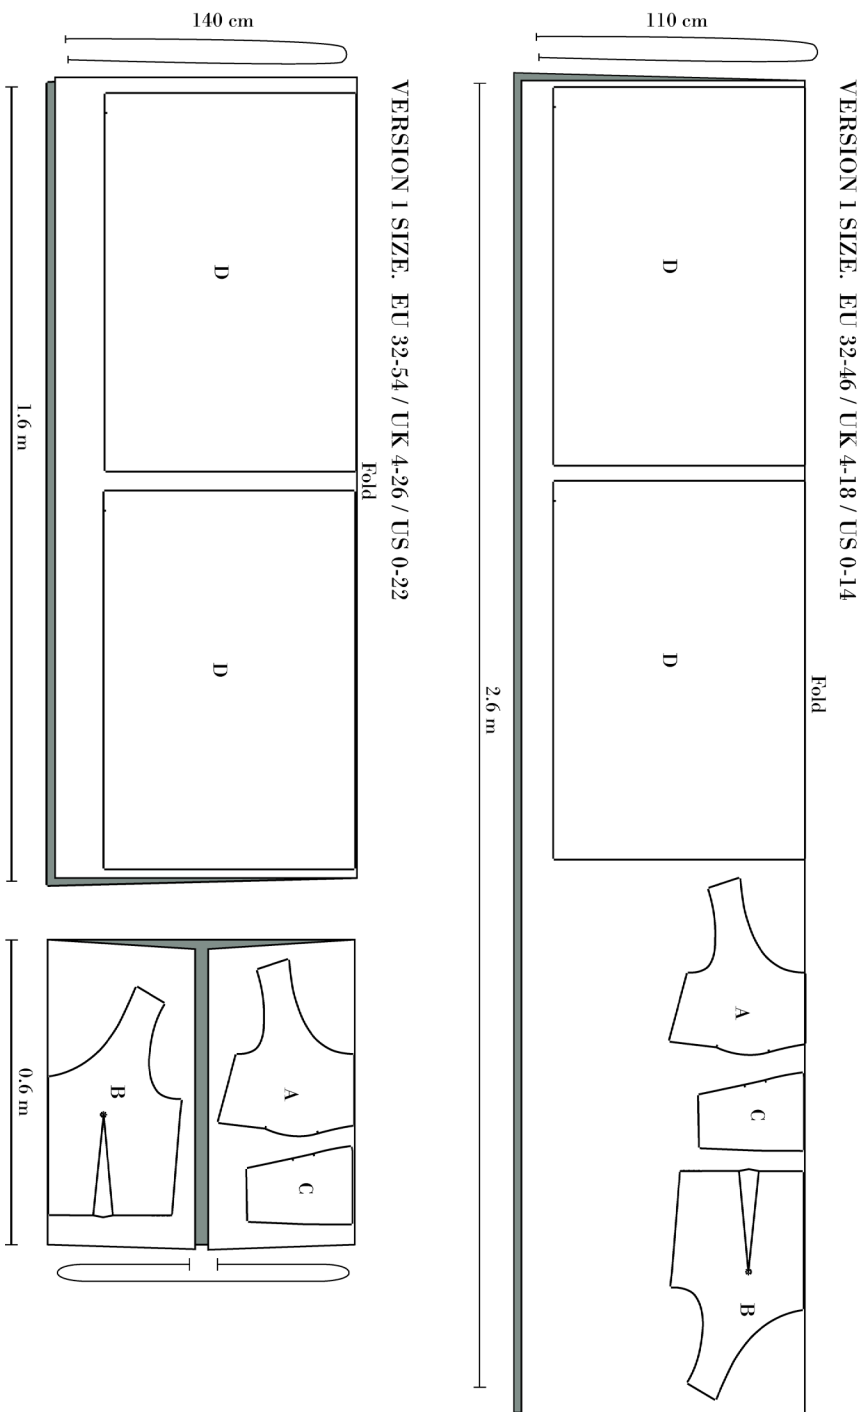 140 cm
VERSION 1 SIZE. EU 32-54 / UK 4-26 / US 0-22
D
Fold
D
1.6 m
A
B
C
0.6 m
110 cm
VERSION 1 SIZE. EU 32-46 / UK 4-18 / US 0-14
D
D
Fold
2.6 m
A
C
B